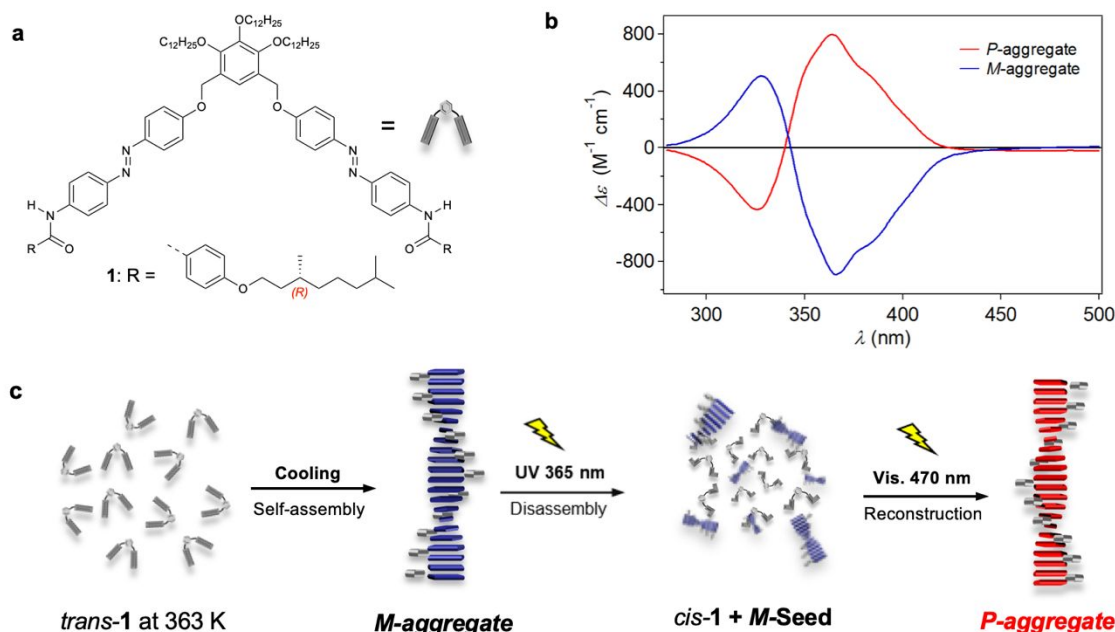 a
OC₁₂H₂₅
C₁₂H₂₅O OC₁₂H₂₅
O O
N N
N N
H N N H
R O O R
=
1: R =
O
(R)
b
Δε (M⁻¹ cm⁻¹)
800
400
0
-400
-800
P-aggregate
M-aggregate
300 350 400 450 500
λ (nm)
c
Cooling
Self-assembly
UV 365 nm
Disassembly
Vis. 470 nm
Reconstruction
trans-1 at 363 K
M-aggregate
cis-1 + M-Seed
P-aggregate